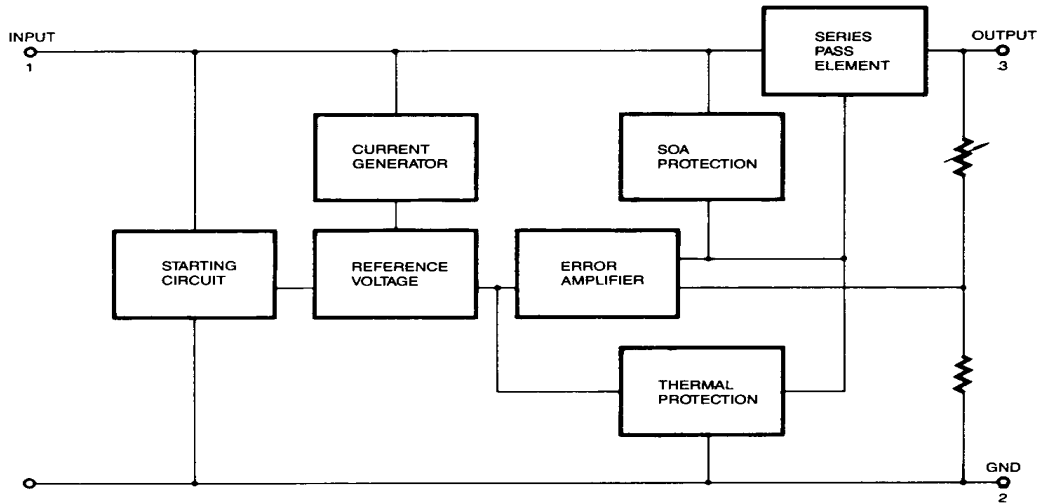 INPUT
1
SERIES
PASS
ELEMENT
OUTPUT
3
CURRENT
GENERATOR
SOA
PROTECTION
STARTING
CIRCUIT
REFERENCE
VOLTAGE
ERROR
AMPLIFIER
THERMAL
PROTECTION
GND
2